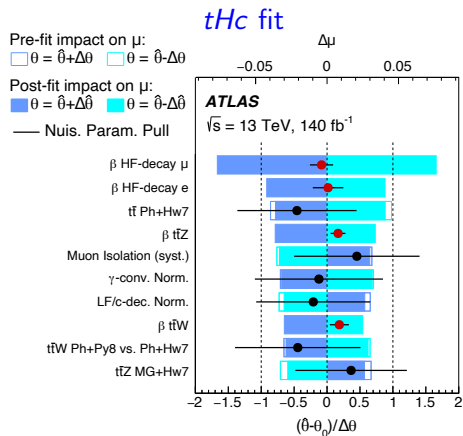 tHc fit
Pre-fit impact on μ:
θ = θ̂+Δθ θ = θ̂-Δθ
Post-fit impact on μ:
θ = θ̂+Δθ̂ θ = θ̂-Δθ̂
Nuis. Param. Pull
Δμ
−0.05 0 0.05
ATLAS
√s = 13 TeV, 140 fb⁻¹
β HF-decay μ
β HF-decay e
tt̄ Ph+Hw7
β tt̄Z
Muon Isolation (syst.)
γ-conv. Norm.
LF/c-dec. Norm.
β tt̄W
tt̄W Ph+Py8 vs. Ph+Hw7
tt̄Z MG+Hw7
−2 −1.5 −1 −0.5 0 0.5 1 1.5 2
(θ̂-θ₀)/Δθ